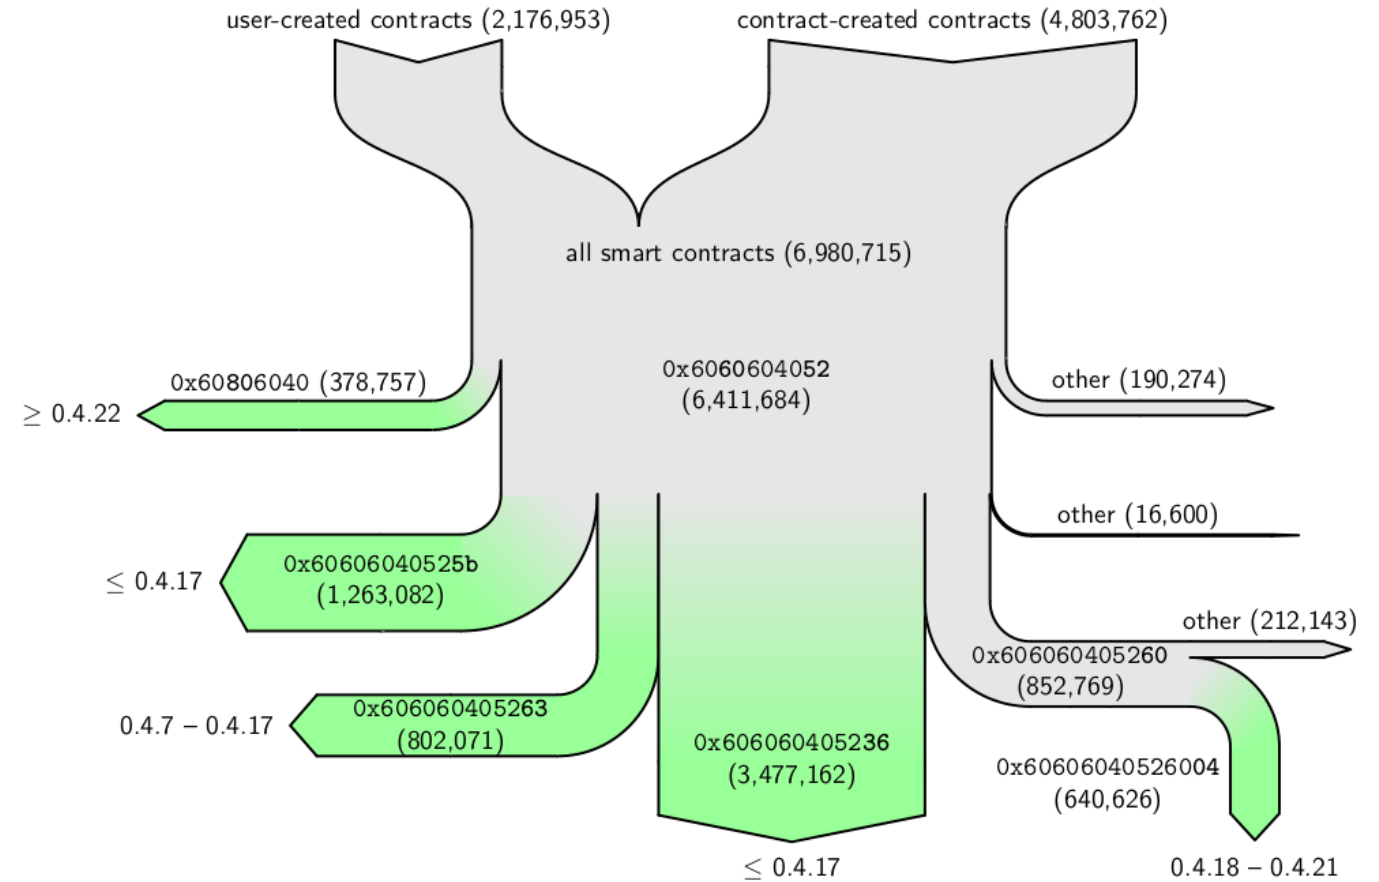 user-created contracts (2,176,953)
contract-created contracts (4,803,762)
all smart contracts (6,980,715)
0x6060604052
(6,411,684)
0x60806040 (378,757)
≥ 0.4.22
other (190,274)
other (16,600)
0x60606040525b
(1,263,082)
≤ 0.4.17
other (212,143)
0x606060405260
(852,769)
0x606060405263
(802,071)
0.4.7 – 0.4.17
0x606060405236
(3,477,162)
≤ 0.4.17
0x60606040526004
(640,626)
0.4.18 – 0.4.21